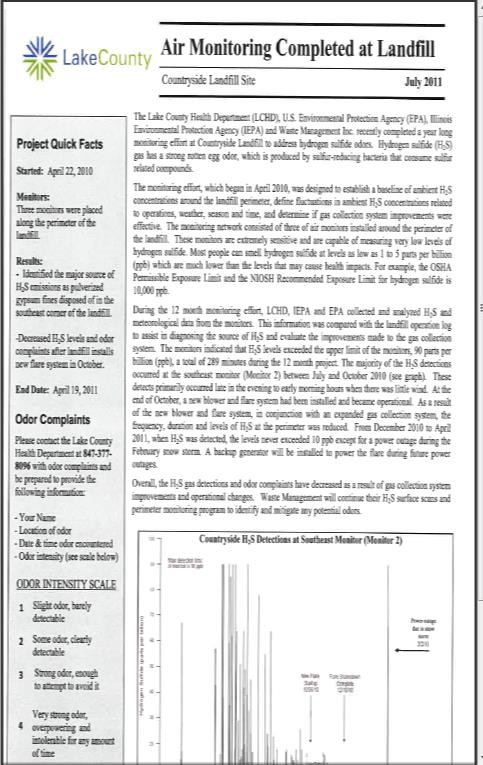 LakeCounty
Air Monitoring Completed at Landfill
Countryside Landfill Site
July 2011
Project Quick Facts
Started: April 22, 2010
Monitors:
Three monitors were placed
along the perimeter of the
landfill.
Results:
- Identified the major source of
H₂S emissions as pulverized
gypsum fines disposed of in the
southeast corner of the landfill.
-Decreased H₂S levels and odor
complaints after landfill installs
new flare system in October.
End Date: April 19, 2011
Odor Complaints
Please contact the Lake County
Health Department at 847-377-
8096 with odor complaints and
be prepared to provide the
following information:
- Your Name
- Location of odor
- Date & time odor encountered
- Odor intensity (see scale below)
ODOR INTENSITY SCALE
1 Slight odor, barely
detectable
2 Some odor, clearly
detectable
3 Strong odor, enough
to attempt to avoid it
4 Very strong odor,
overpowering and
intolerable for any amount
of time
The Lake County Health Department (LCHD), U.S. Environmental Protection Agency (EPA), Illinois
Environmental Protection Agency (IEPA) and Waste Management Inc. recently completed a year long
monitoring effort at Countryside Landfill to address hydrogen sulfide odors. Hydrogen sulfide (H₂S)
gas has a strong rotten egg odor, which is produced by sulfur-reducing bacteria that consume sulfur
related compounds.
The monitoring effort, which began in April 2010, was designed to establish a baseline of ambient H₂S
concentrations around the landfill perimeter, define fluctuations in ambient H₂S concentrations related
to operations, weather, season and time, and determine if gas collection system improvements were
effective. The monitoring network consisted of three of air monitors installed around the perimeter of
the landfill. These monitors are extremely sensitive and are capable of measuring very low levels of
hydrogen sulfide. Most people can smell hydrogen sulfide at levels as low as 1 to 5 parts per billion
(ppb) which are much lower than the levels that may cause health impacts. For example, the OSHA
Permissible Exposure Limit and the NIOSH Recommended Exposure Limit for hydrogen sulfide is
10,000 ppb.
During the 12 month monitoring effort, LCHD, IEPA and EPA collected and analyzed H₂S and
meteorological data from the monitors. This information was compared with the landfill operation log
to assist in diagnosing the source of H₂S and evaluate the improvements made to the gas collection
system. The monitors indicated that H₂S levels exceeded the upper limit of the monitors, 90 parts per
billion (ppb), a total of 289 minutes during the 12 month project. The majority of the H₂S detections
occurred at the southeast monitor (Monitor 2) between July and October 2010 (see graph). These
detects primarily occurred late in the evening to early morning hours when there was little wind. At the
end of October, a new blower and flare system had been installed and became operational. As a result
of the new blower and flare system, in conjunction with an expanded gas collection system, the
frequency, duration and levels of H₂S at the perimeter was reduced. From December 2010 to April
2011, when H₂S was detected, the levels never exceeded 10 ppb except for a power outage during the
February snow storm. A backup generator will be installed to power the flare during future power
outages.
Overall, the H₂S gas detections and odor complaints have decreased as a result of gas collection system
improvements and operational changes. Waste Management will continue their H₂S surface scans and
perimeter monitoring program to identify and mitigate any potential odors.
Countryside H₂S Detections at Southeast Monitor (Monitor 2)
Max detection limit
of monitor is 90 ppb
Hydrogen Sulfide (parts per billion)
Power outage
due to snow
storm
New Flare
Startup
Flare Shakedown
Complete